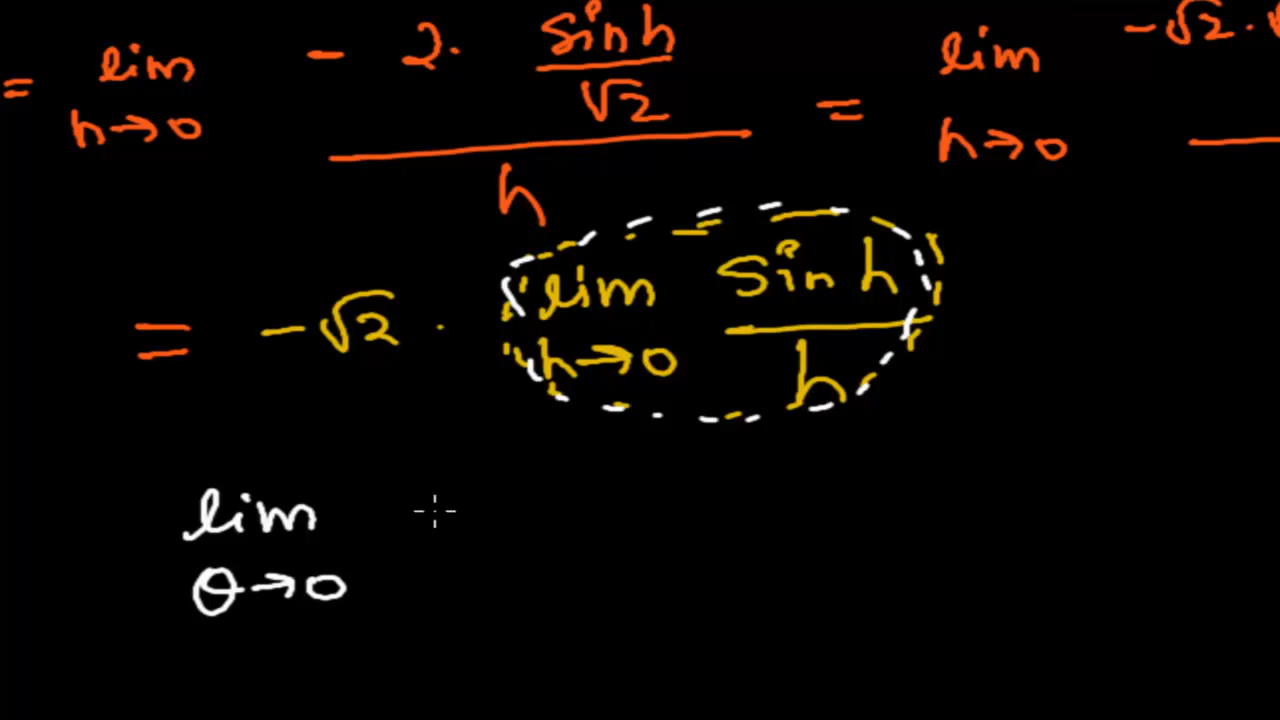 = lim h→0 - 2. sinh/√2 / h = lim h→0 -√2.√
= -√2 . lim h→0 sinh/h
lim θ→0